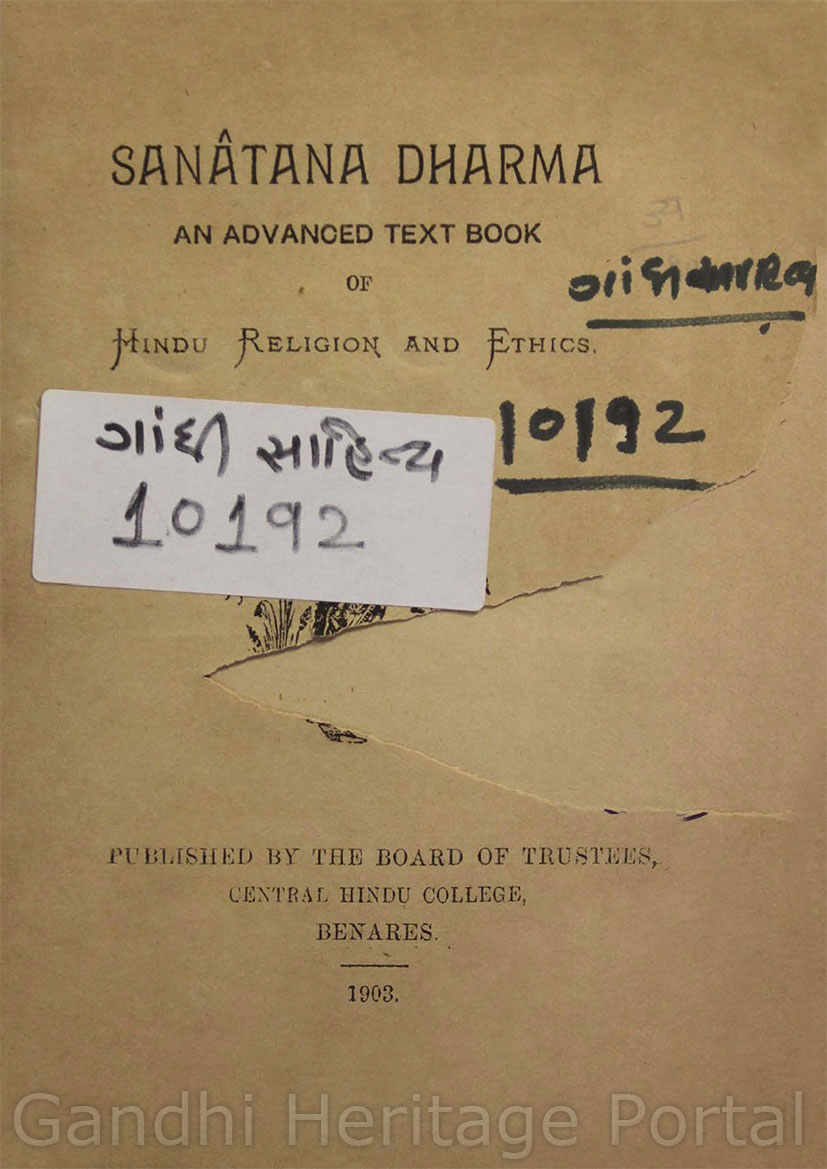 SANÂTANA DHARMA
AN ADVANCED TEXT BOOK
OF
HINDU RELIGION AND ETHICS.
ગાંધી સાહિત્ય
10192
10192
PUBLISHED BY THE BOARD OF TRUSTEES,
CENTRAL HINDU COLLEGE,
BENARES.
1903.
Gandhi Heritage Portal